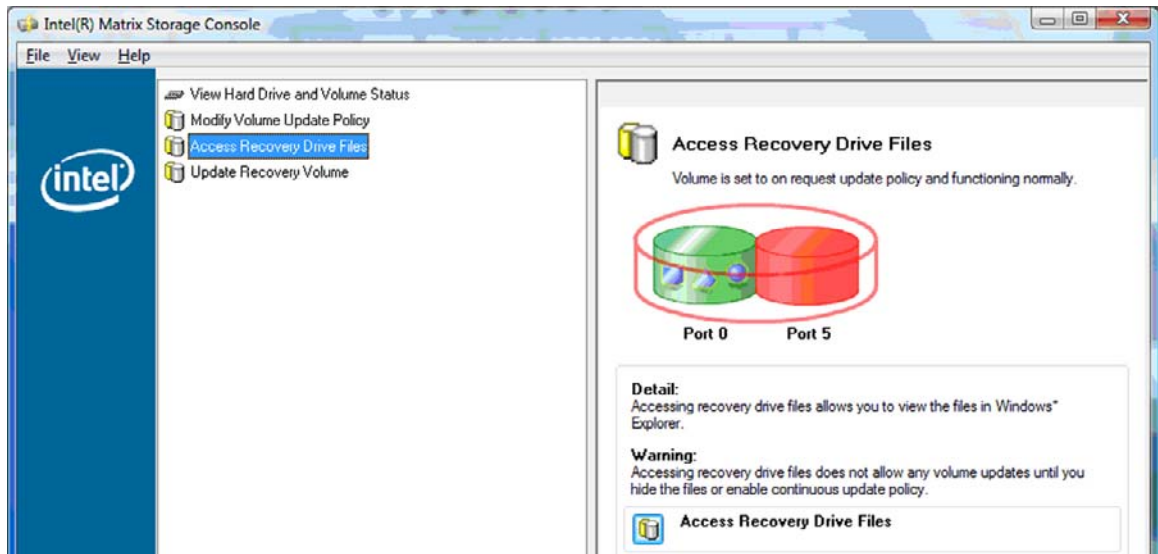 Intel(R) Matrix Storage Console
File View Help
View Hard Drive and Volume Status
Modify Volume Update Policy
Access Recovery Drive Files
Update Recovery Volume
intel
Access Recovery Drive Files
Volume is set to on request update policy and functioning normally.
Port 0 Port 5
Detail:
Accessing recovery drive files allows you to view the files in Windows*
Explorer.
Warning:
Accessing recovery drive files does not allow any volume updates until you
hide the files or enable continuous update policy.
Access Recovery Drive Files